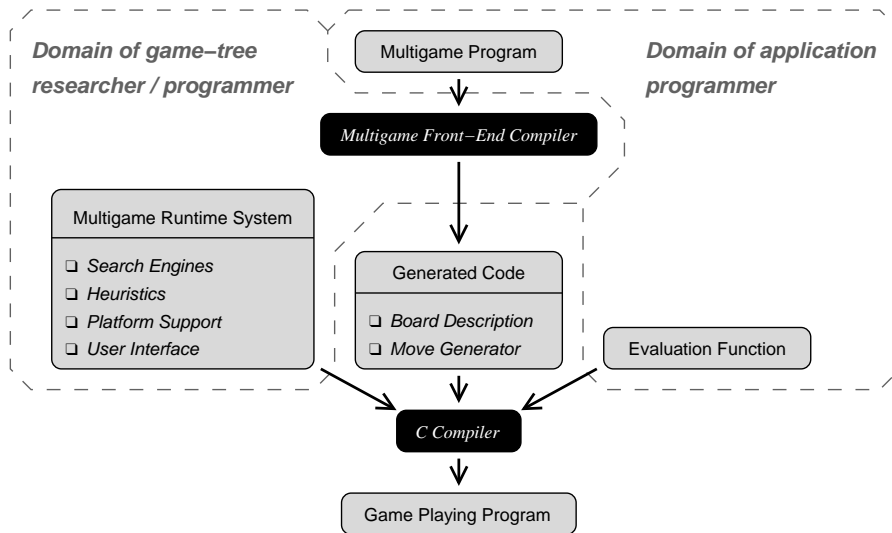 Domain of game–tree
researcher / programmer
Multigame Program
Domain of application
programmer
Multigame Front–End Compiler
Multigame Runtime System
❏ Search Engines
❏ Heuristics
❏ Platform Support
❏ User Interface
Generated Code
❏ Board Description
❏ Move Generator
Evaluation Function
C Compiler
Game Playing Program